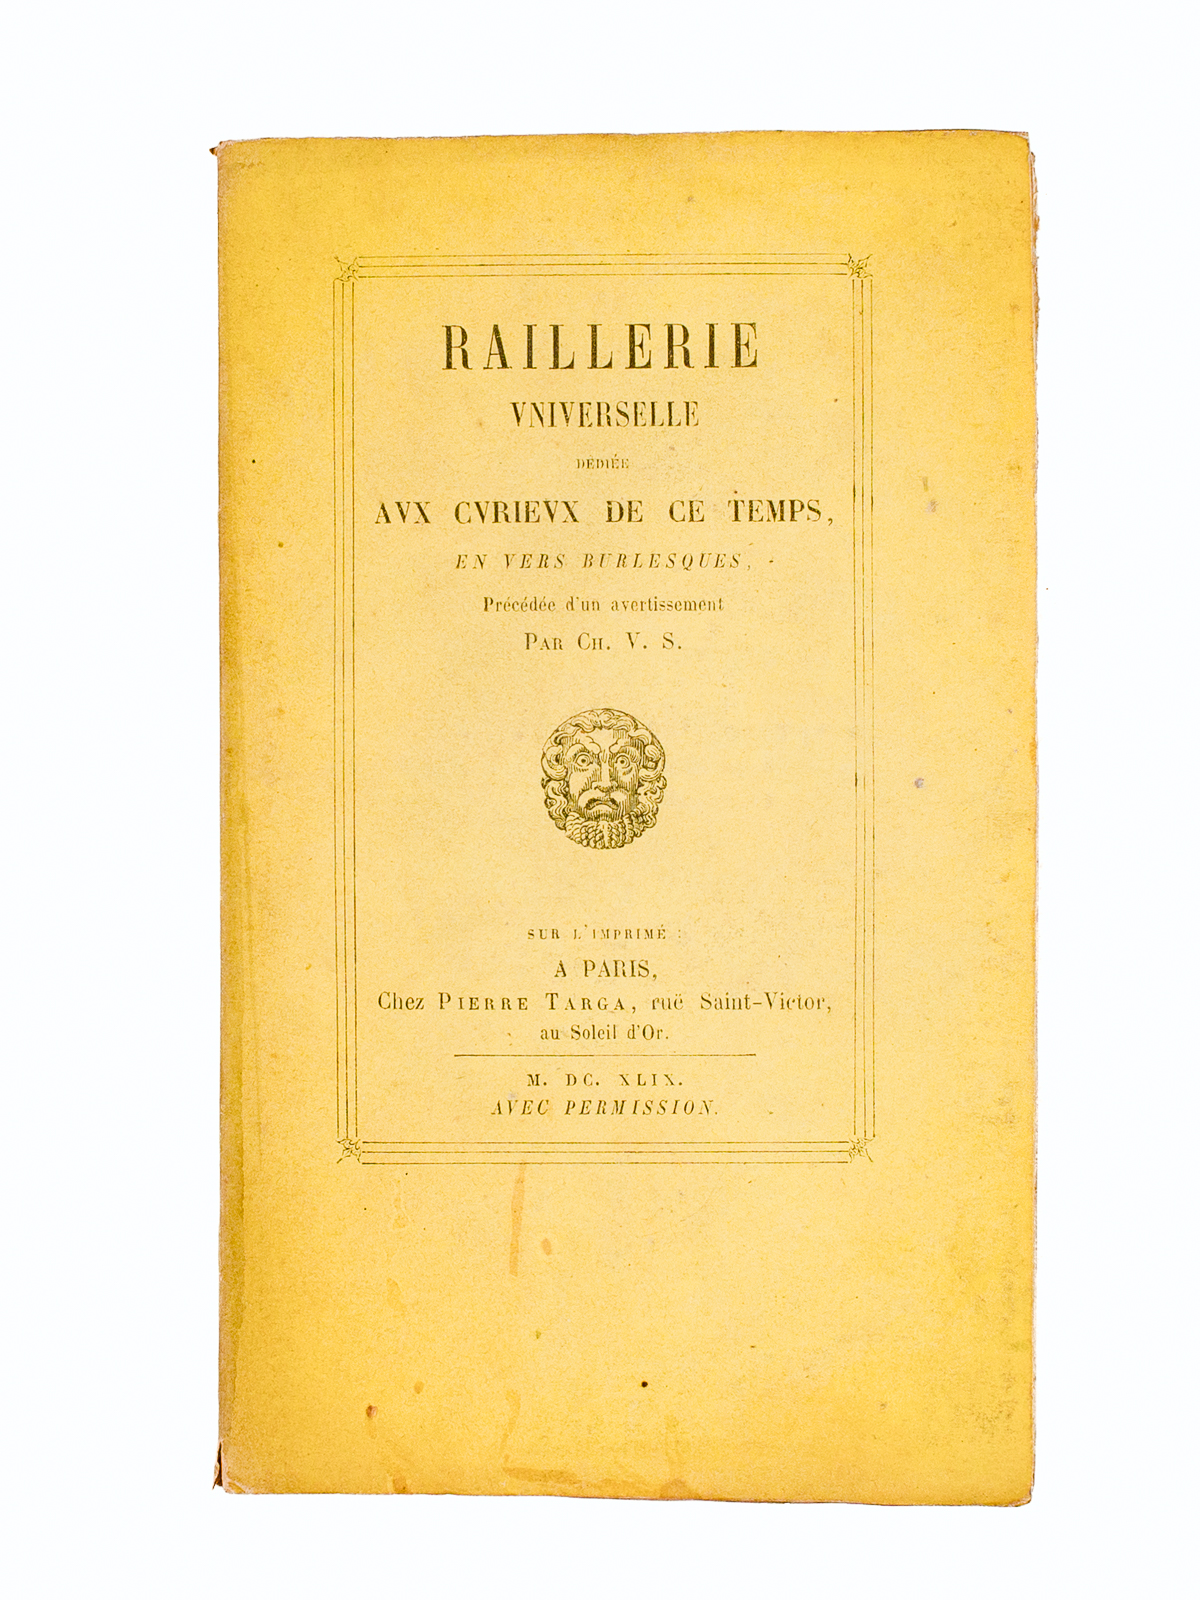 RAILLERIE
VNIVERSELLE
DÉDIÉE
AVX CVRIEVX DE CE TEMPS,
EN VERS BURLESQUES,
Précédée d'un avertissement
PAR CH. V. S.
SUR L'IMPRIMÉ :
A PARIS,
Chez PIERRE TARGA, ruë Saint-Victor,
au Soleil d'Or.
M. DC. XLIX.
AVEC PERMISSION.